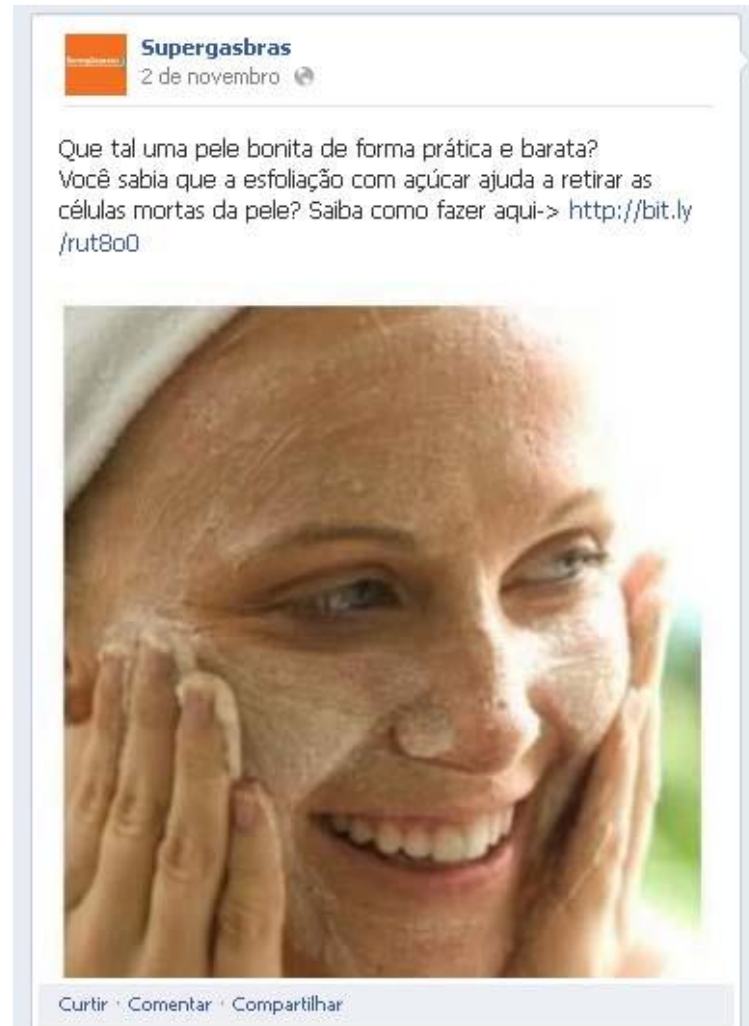 Supergasbras
2 de novembro
Que tal uma pele bonita de forma prática e barata?
Você sabia que a esfoliação com açúcar ajuda a retirar as
células mortas da pele? Saiba como fazer aqui-> http://bit.ly
/rut8o0
Curtir · Comentar · Compartilhar